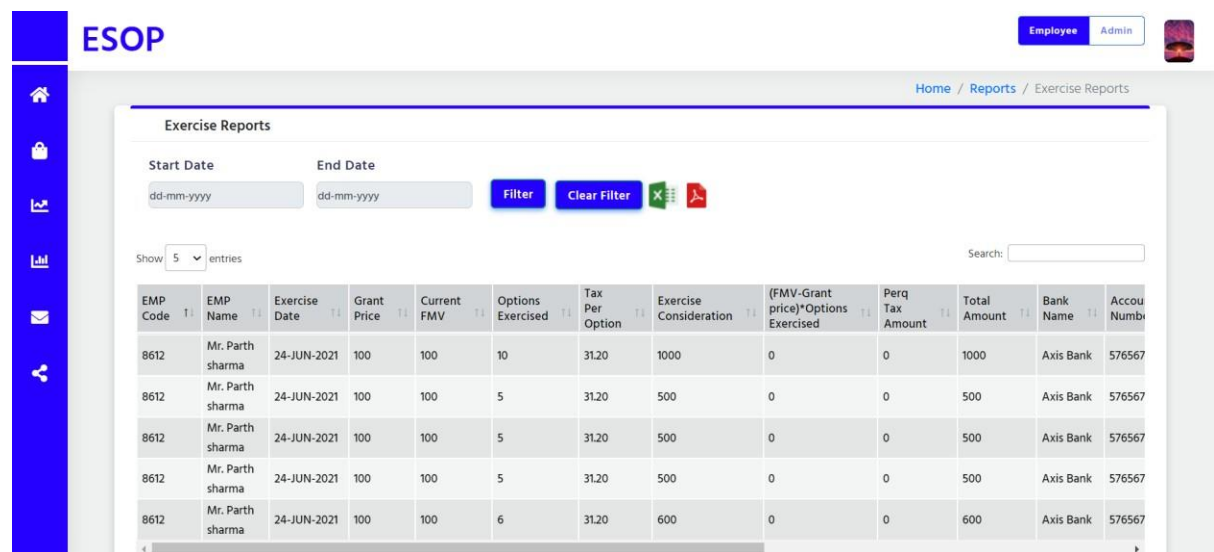 ESOP
Employee Admin
Home / Reports / Exercise Reports
Exercise Reports
Start Date End Date
dd-mm-yyyy dd-mm-yyyy Filter Clear Filter
Show 5 entries Search:
EMP Code EMP Name Exercise Date Grant Price Current FMV Options Exercised Tax Per Option Exercise Consideration (FMV-Grant price)*Options Exercised Perq Tax Amount Total Amount Bank Name Accou Numb
8612 Mr. Parth sharma 24-JUN-2021 100 100 10 31.20 1000 0 0 1000 Axis Bank 576567
8612 Mr. Parth sharma 24-JUN-2021 100 100 5 31.20 500 0 0 500 Axis Bank 576567
8612 Mr. Parth sharma 24-JUN-2021 100 100 5 31.20 500 0 0 500 Axis Bank 576567
8612 Mr. Parth sharma 24-JUN-2021 100 100 5 31.20 500 0 0 500 Axis Bank 576567
8612 Mr. Parth sharma 24-JUN-2021 100 100 6 31.20 600 0 0 600 Axis Bank 576567